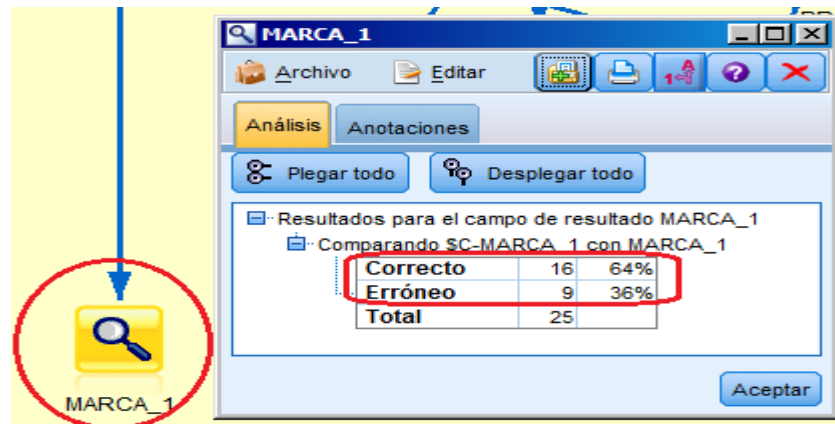 MARCA_1
Archivo Editar
Análisis Anotaciones
Plegar todo Desplegar todo
Resultados para el campo de resultado MARCA_1
Comparando $C-MARCA_1 con MARCA_1
Correcto 16 64%
Erróneo 9 36%
Total 25
Aceptar
MARCA_1